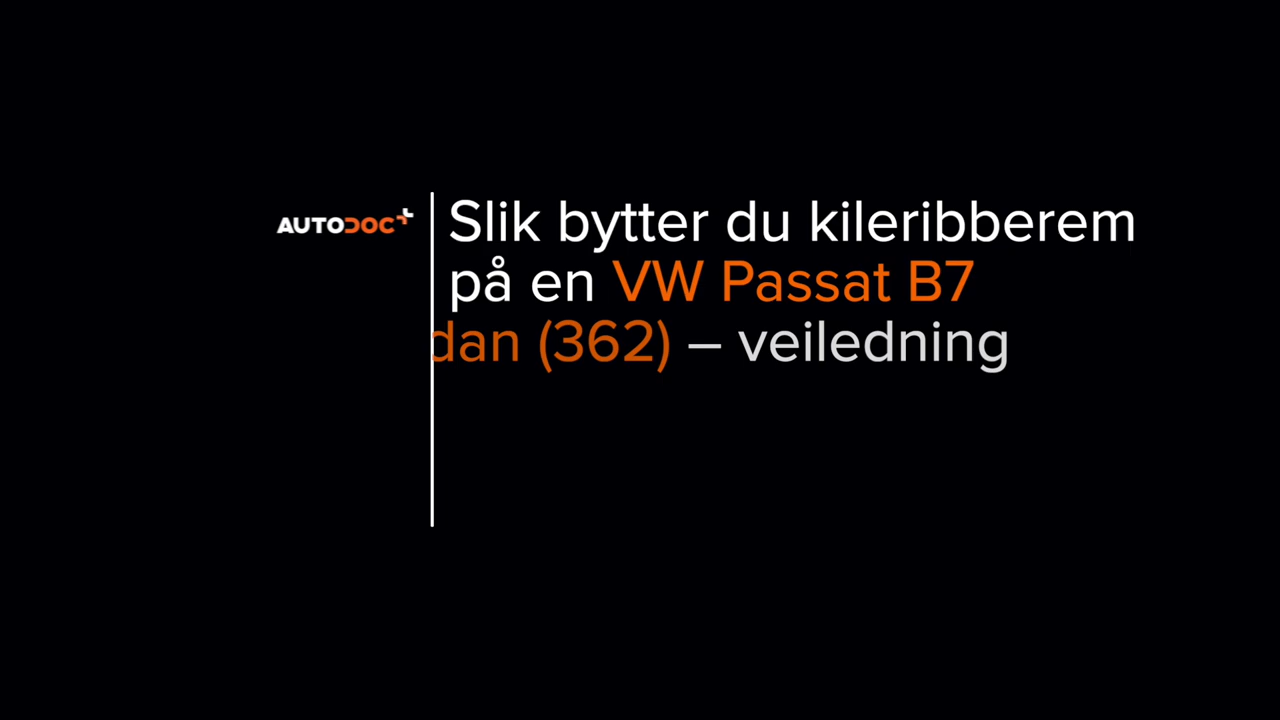 AUTODOC
Slik bytter du kileribberem
på en VW Passat B7
dan (362) – veiledning